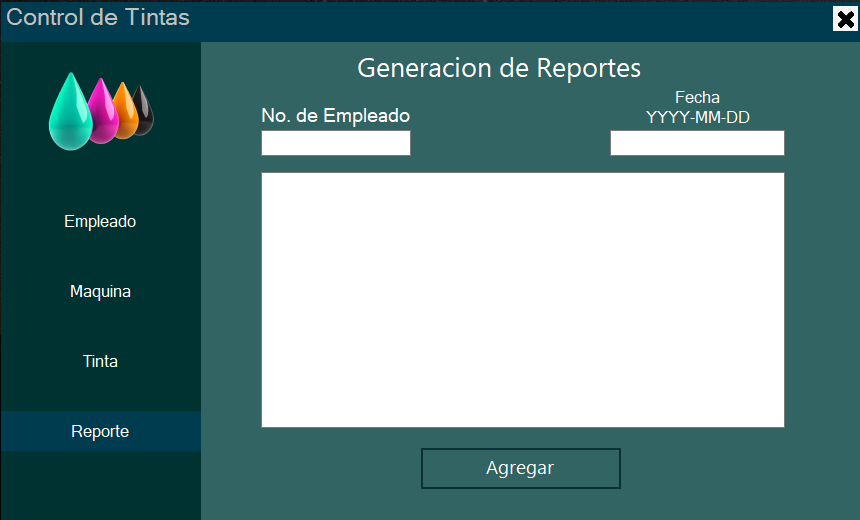 Control de Tintas
Generacion de Reportes
No. de Empleado
Fecha
YYYY-MM-DD
Empleado
Maquina
Tinta
Reporte
Agregar